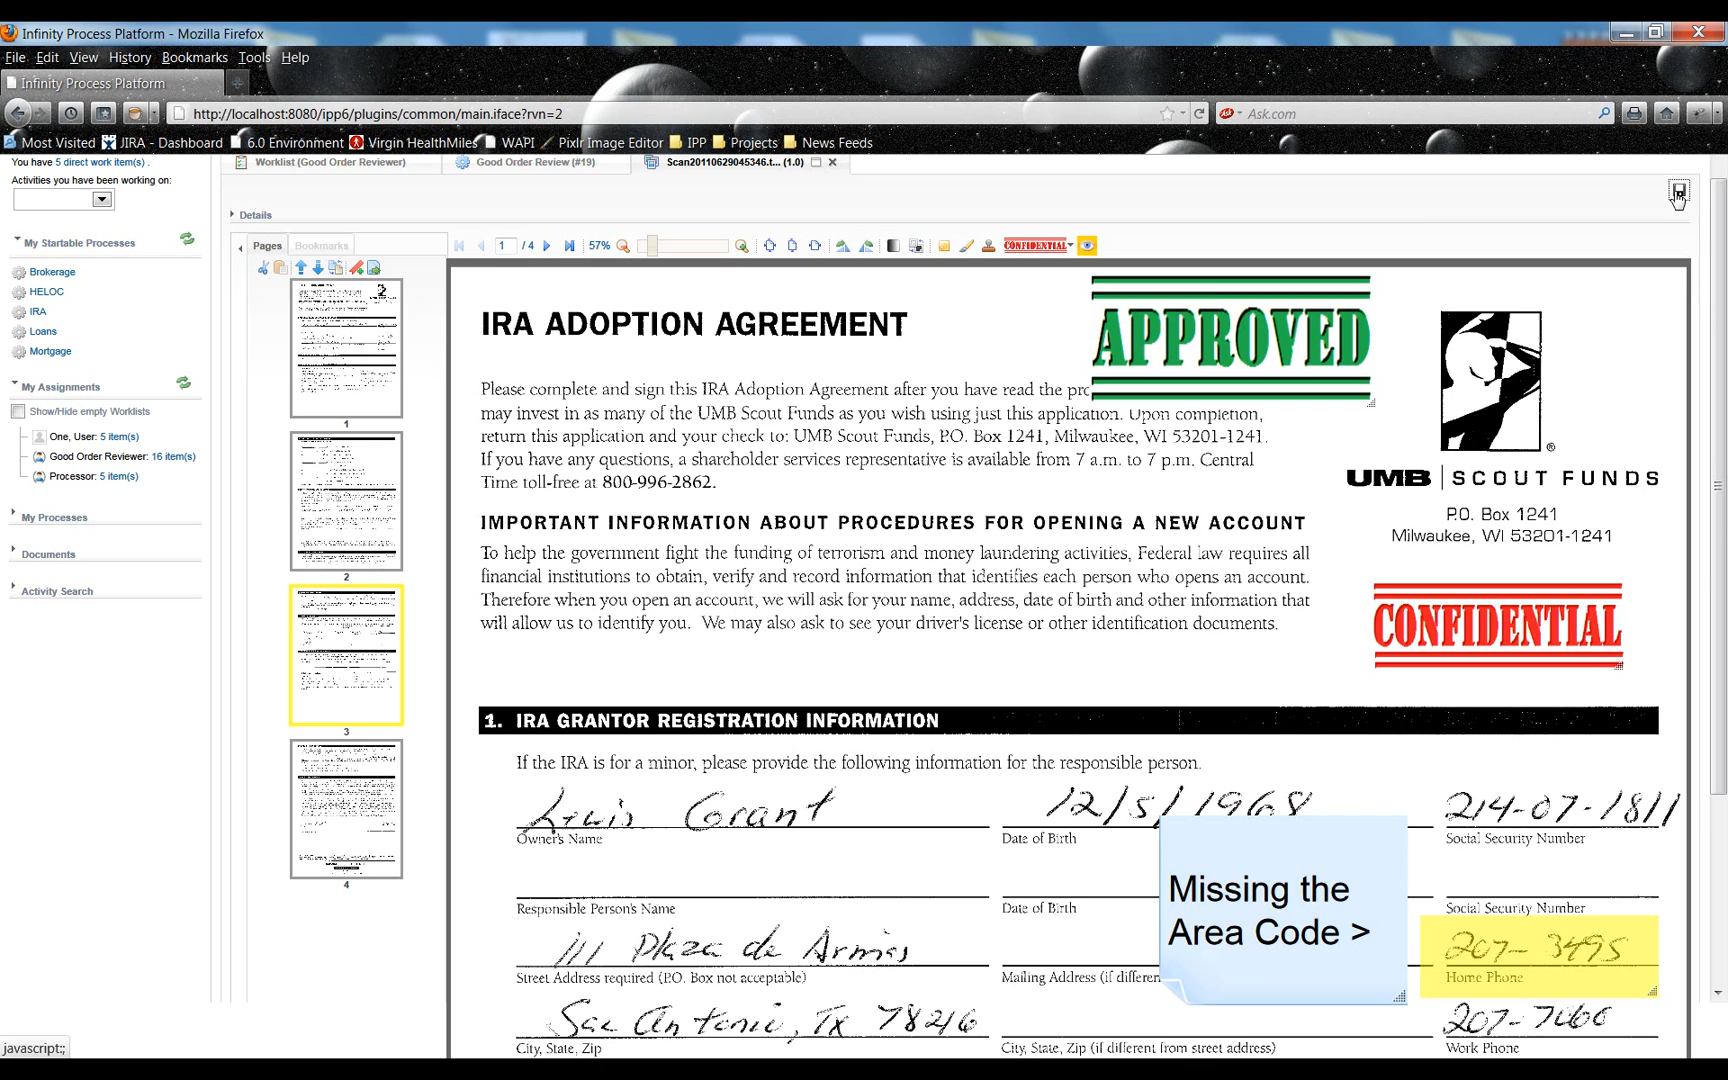 Infinity Process Platform - Mozilla Firefox
File Edit View History Bookmarks Tools Help
Infinity Process Platform
http://localhost:8080/ipp6/plugins/common/main.iface?rvn=2
Ask.com
Most Visited JIRA - Dashboard 6.0 Environment Virgin HealthMiles WAPI Pixlr Image Editor IPP Projects News Feeds
You have 5 direct work item(s) .
Worklist (Good Order Reviewer) Good Order Review (#19) Scan20110629045346.t... (1.0)
Activities you have been working on:
Details
My Startable Processes
Brokerage
HELOC
IRA
Loans
Mortgage
My Assignments
Show/Hide empty Worklists
One, User: 5 item(s)
Good Order Reviewer: 16 item(s)
Processor: 5 item(s)
My Processes
Documents
Activity Search
Pages Bookmarks
1 / 4 57% CONFIDENTIAL
1
2
3
4
IRA ADOPTION AGREEMENT
APPROVED
Please complete and sign this IRA Adoption Agreement after you have read the
may invest in as many of the UMB Scout Funds as you wish using just this application. Upon completion,
return this application and your check to: UMB Scout Funds, P.O. Box 1241, Milwaukee, WI 53201-1241.
If you have any questions, a shareholder services representative is available from 7 a.m. to 7 p.m. Central
Time toll-free at 800-996-2862.
UMB SCOUT FUNDS
P.O. Box 1241
Milwaukee, WI 53201-1241
IMPORTANT INFORMATION ABOUT PROCEDURES FOR OPENING A NEW ACCOUNT
To help the government fight the funding of terrorism and money laundering activities, Federal law requires all
financial institutions to obtain, verify and record information that identifies each person who opens an account.
Therefore when you open an account, we will ask for your name, address, date of birth and other information that
will allow us to identify you. We may also ask to see your driver's license or other identification documents.
CONFIDENTIAL
1. IRA GRANTOR REGISTRATION INFORMATION
If the IRA is for a minor, please provide the following information for the responsible person.
Lewis Grant 12/5/1968 214-07-1811
Owner's Name Date of Birth Social Security Number
Responsible Person's Name Date of Birth Social Security Number
Missing the
Area Code >
111 Plaza de Armas 207-3495
Street Address required (P.O. Box not acceptable) Mailing Address (if differen Home Phone
San Antonio, Tx 78216 207-7666
City, State, Zip City, State, Zip (if different from street address) Work Phone
javascript:;